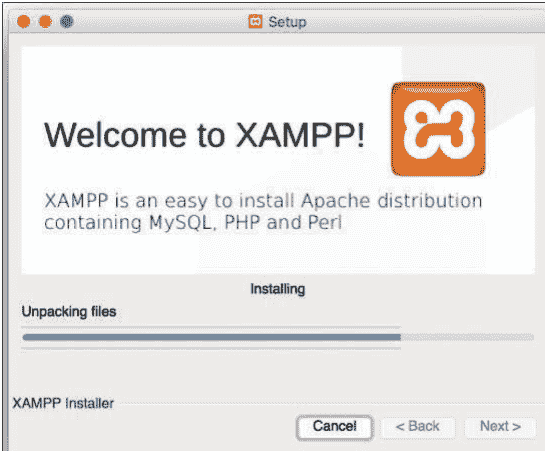 Setup
Welcome to XAMPP!
XAMPP is an easy to install Apache distribution
containing MySQL, PHP and Perl
Installing
Unpacking files
XAMPP Installer
Cancel
< Back
Next >